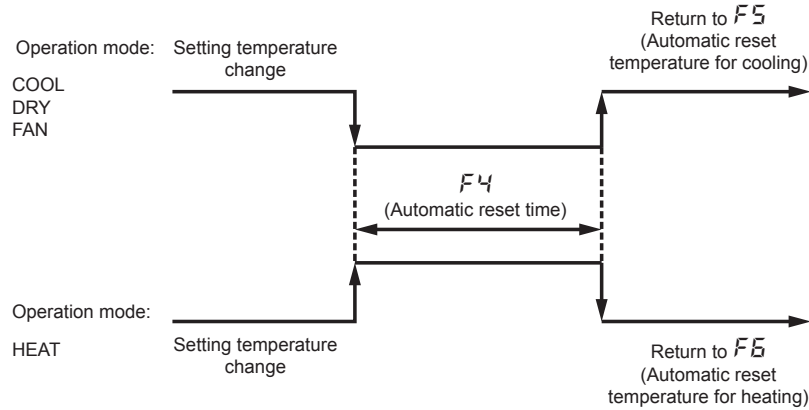 Operation mode:
COOL
DRY
FAN
Setting temperature
change
Return to F5
(Automatic reset
temperature for cooling)
F4
(Automatic reset time)
Operation mode:
HEAT
Setting temperature
change
Return to F6
(Automatic reset
temperature for heating)